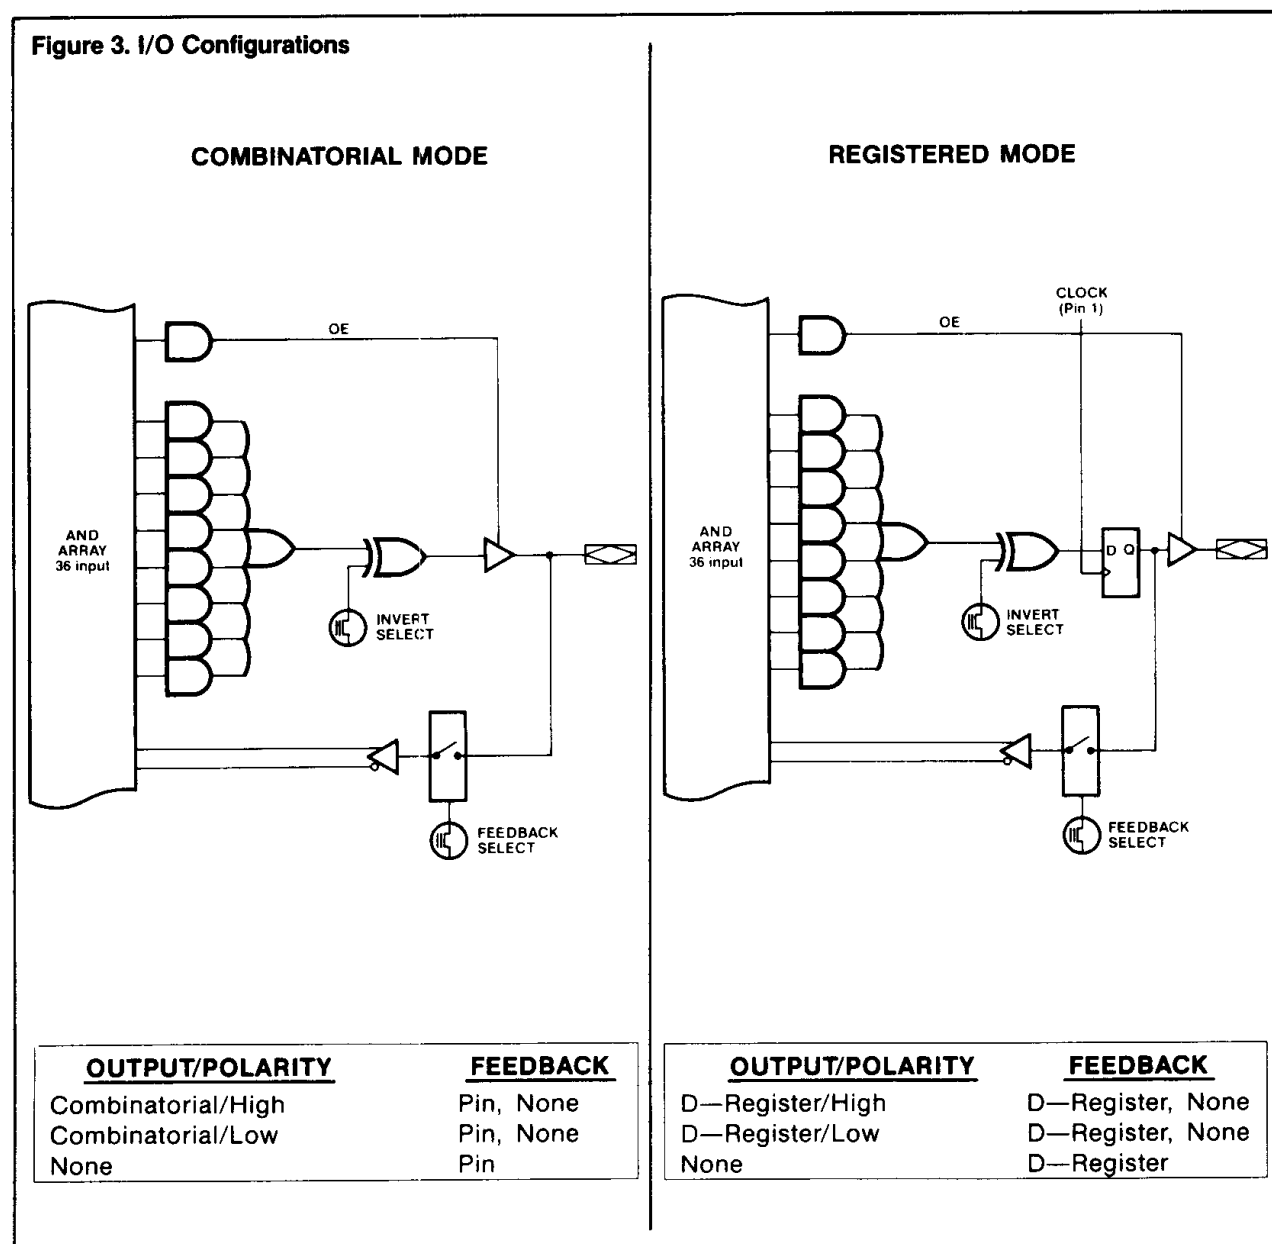 Figure 3. I/O Configurations
COMBINATORIAL MODE
OE
AND
ARRAY
36 input
INVERT
SELECT
FEEDBACK
SELECT
OUTPUT/POLARITY FEEDBACK
Combinatorial/High Pin, None
Combinatorial/Low Pin, None
None Pin
REGISTERED MODE
CLOCK
(Pin 1)
OE
AND
ARRAY
36 input
D Q
INVERT
SELECT
FEEDBACK
SELECT
OUTPUT/POLARITY FEEDBACK
D—Register/High D—Register, None
D—Register/Low D—Register, None
None D—Register